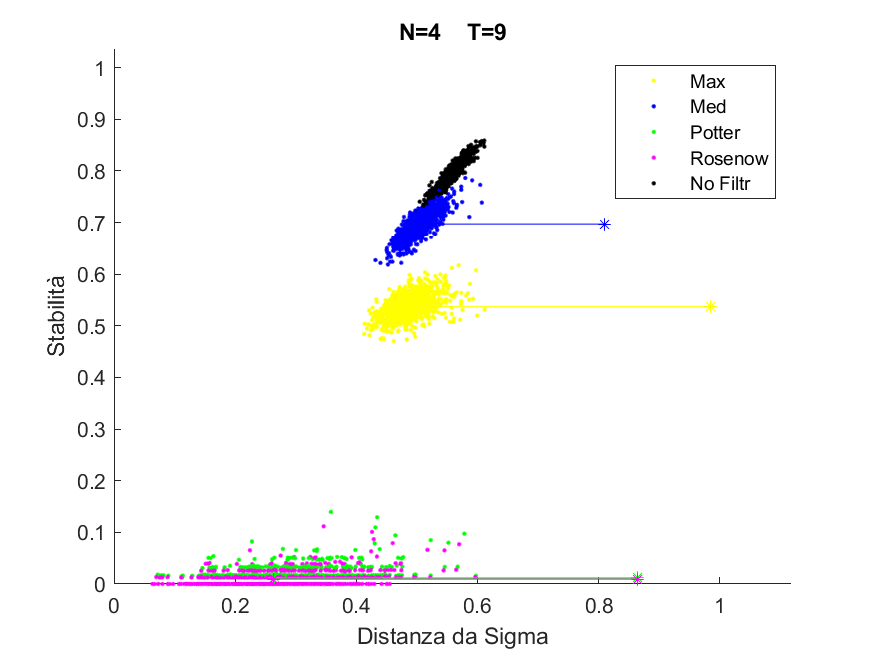 N=4 T=9
Max
Med
Potter
Rosenow
No Filtr
1
0.9
0.8
0.7
0.6
0.5
0.4
0.3
0.2
0.1
0
Stabilità
0 0.2 0.4 0.6 0.8 1
Distanza da Sigma